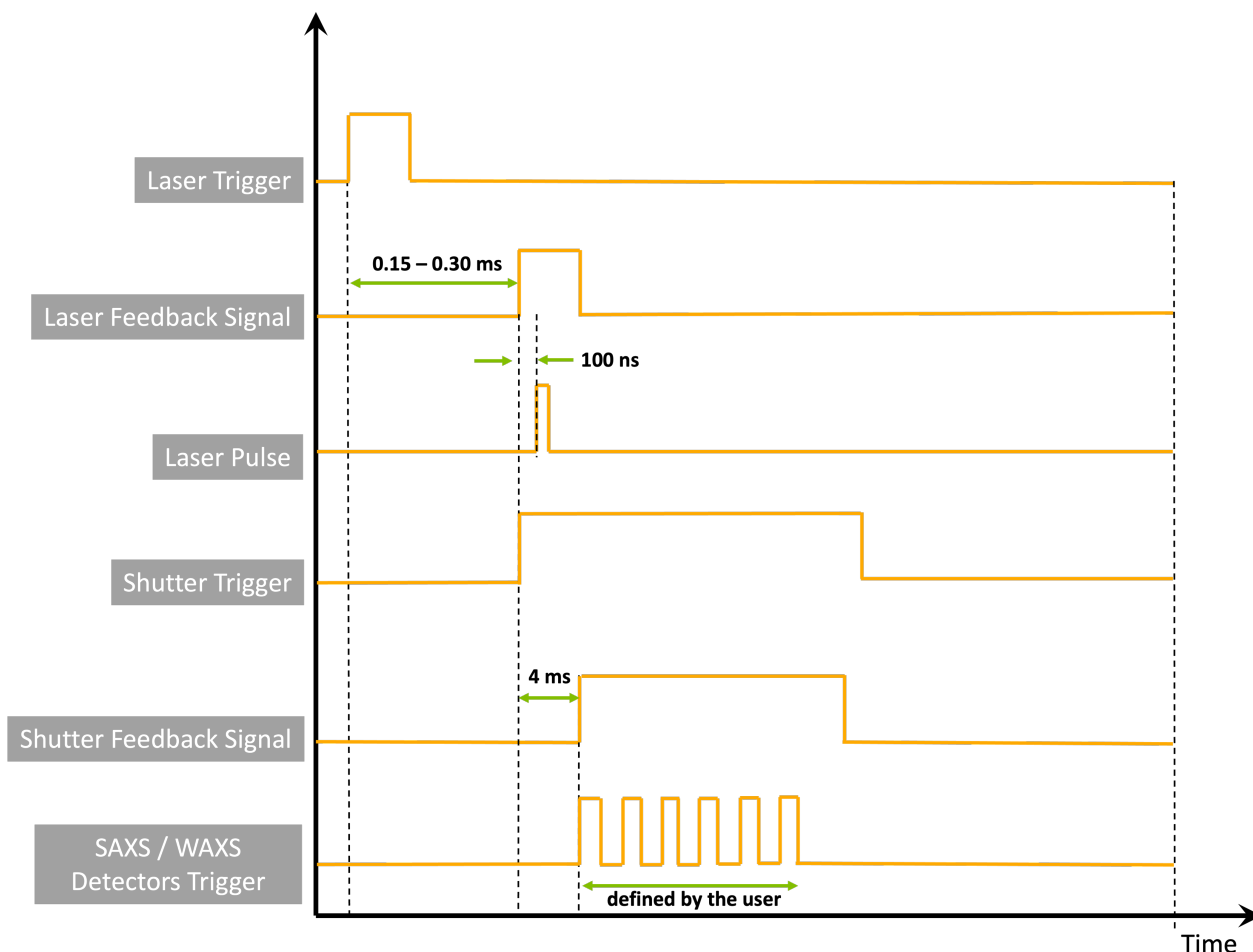 Laser Trigger
0.15 – 0.30 ms
Laser Feedback Signal
100 ns
Laser Pulse
Shutter Trigger
4 ms
Shutter Feedback Signal
SAXS / WAXS
Detectors Trigger
defined by the user
Time